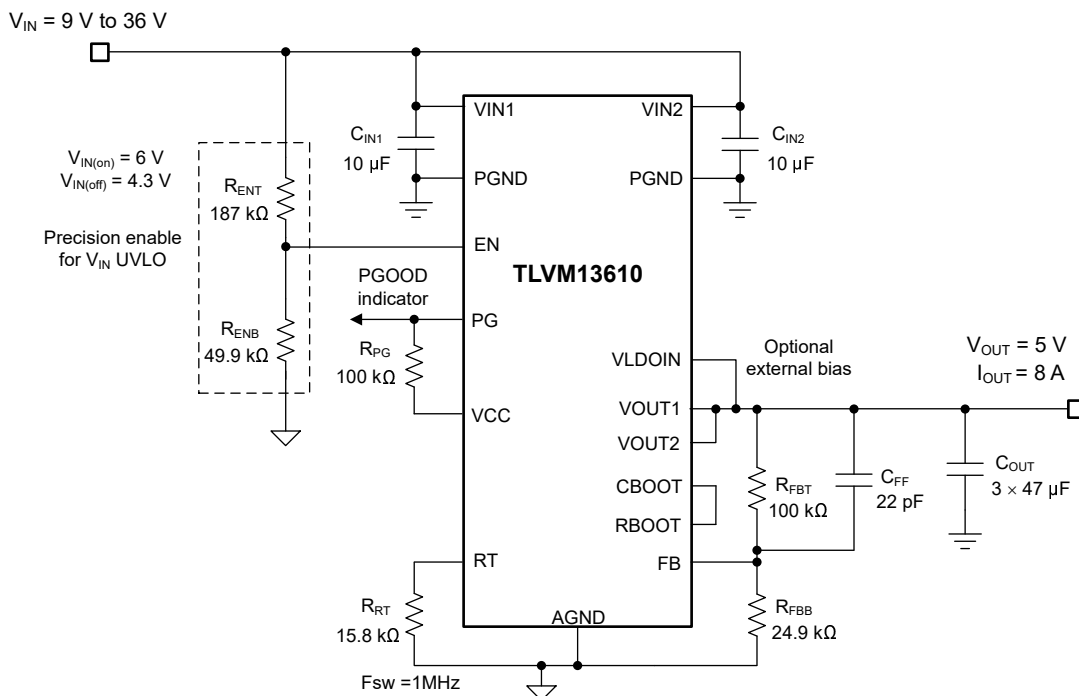 V_IN = 9 V to 36 V
VIN1
VIN2
C_IN1
10 µF
C_IN2
10 µF
V_IN(on) = 6 V
V_IN(off) = 4.3 V
R_ENT
187 kΩ
PGND
PGND
Precision enable
for V_IN UVLO
EN
TLVM13610
PGOOD
indicator
PG
R_ENB
49.9 kΩ
R_PG
100 kΩ
VLDOIN
Optional
external bias
V_OUT = 5 V
I_OUT = 8 A
VCC
VOUT1
VOUT2
CBOOT
RBOOT
R_FBT
100 kΩ
C_FF
22 pF
C_OUT
3 × 47 µF
RT
FB
R_RT
15.8 kΩ
AGND
R_FBB
24.9 kΩ
Fsw =1MHz